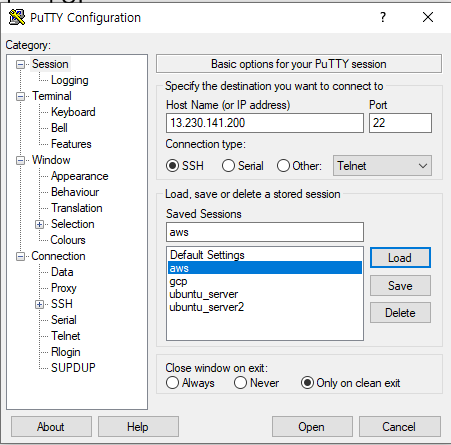 PuTTY Configuration
?
Category:
Session
Logging
Terminal
Keyboard
Bell
Features
Window
Appearance
Behaviour
Translation
Selection
Colours
Connection
Data
Proxy
SSH
Serial
Telnet
Rlogin
SUPDUP
Basic options for your PuTTY session
Specify the destination you want to connect to
Host Name (or IP address) Port
13.230.141.200 22
Connection type:
SSH Serial Other: Telnet
Load, save or delete a stored session
Saved Sessions
aws
Default Settings
aws
gcp
ubuntu_server
ubuntu_server2
Load
Save
Delete
Close window on exit:
Always Never Only on clean exit
About Help Open Cancel